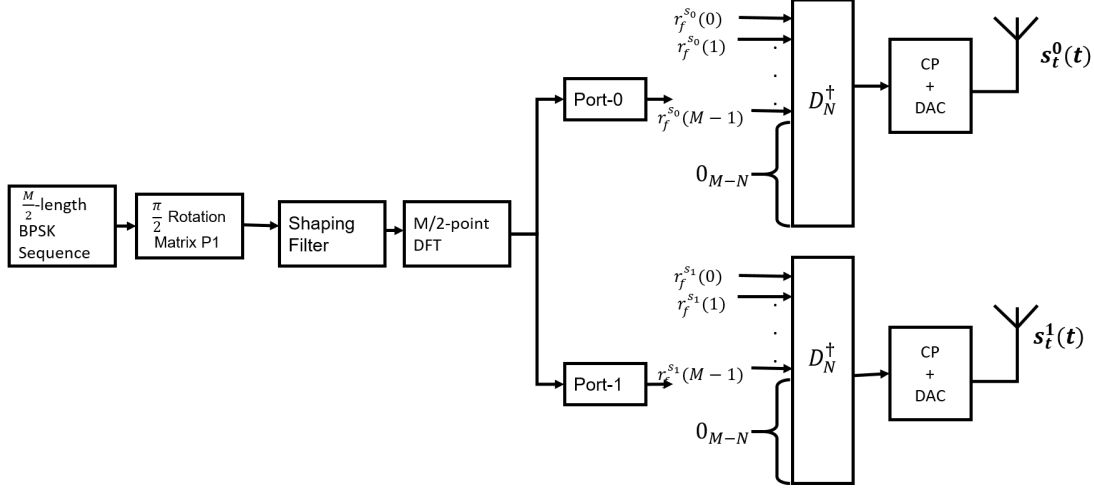 M/2-length
BPSK
Sequence
π/2 Rotation
Matrix P1
Shaping
Filter
M/2-point
DFT
Port-0
r_f^{s_0}(0)
r_f^{s_0}(1)
.
.
.
r_f^{s_0}(M − 1)
0_{M−N}
D_N^†
CP
+
DAC
s_t^0(t)
Port-1
r_f^{s_1}(0)
r_f^{s_1}(1)
.
.
.
r_f^{s_1}(M − 1)
0_{M−N}
D_N^†
CP
+
DAC
s_t^1(t)